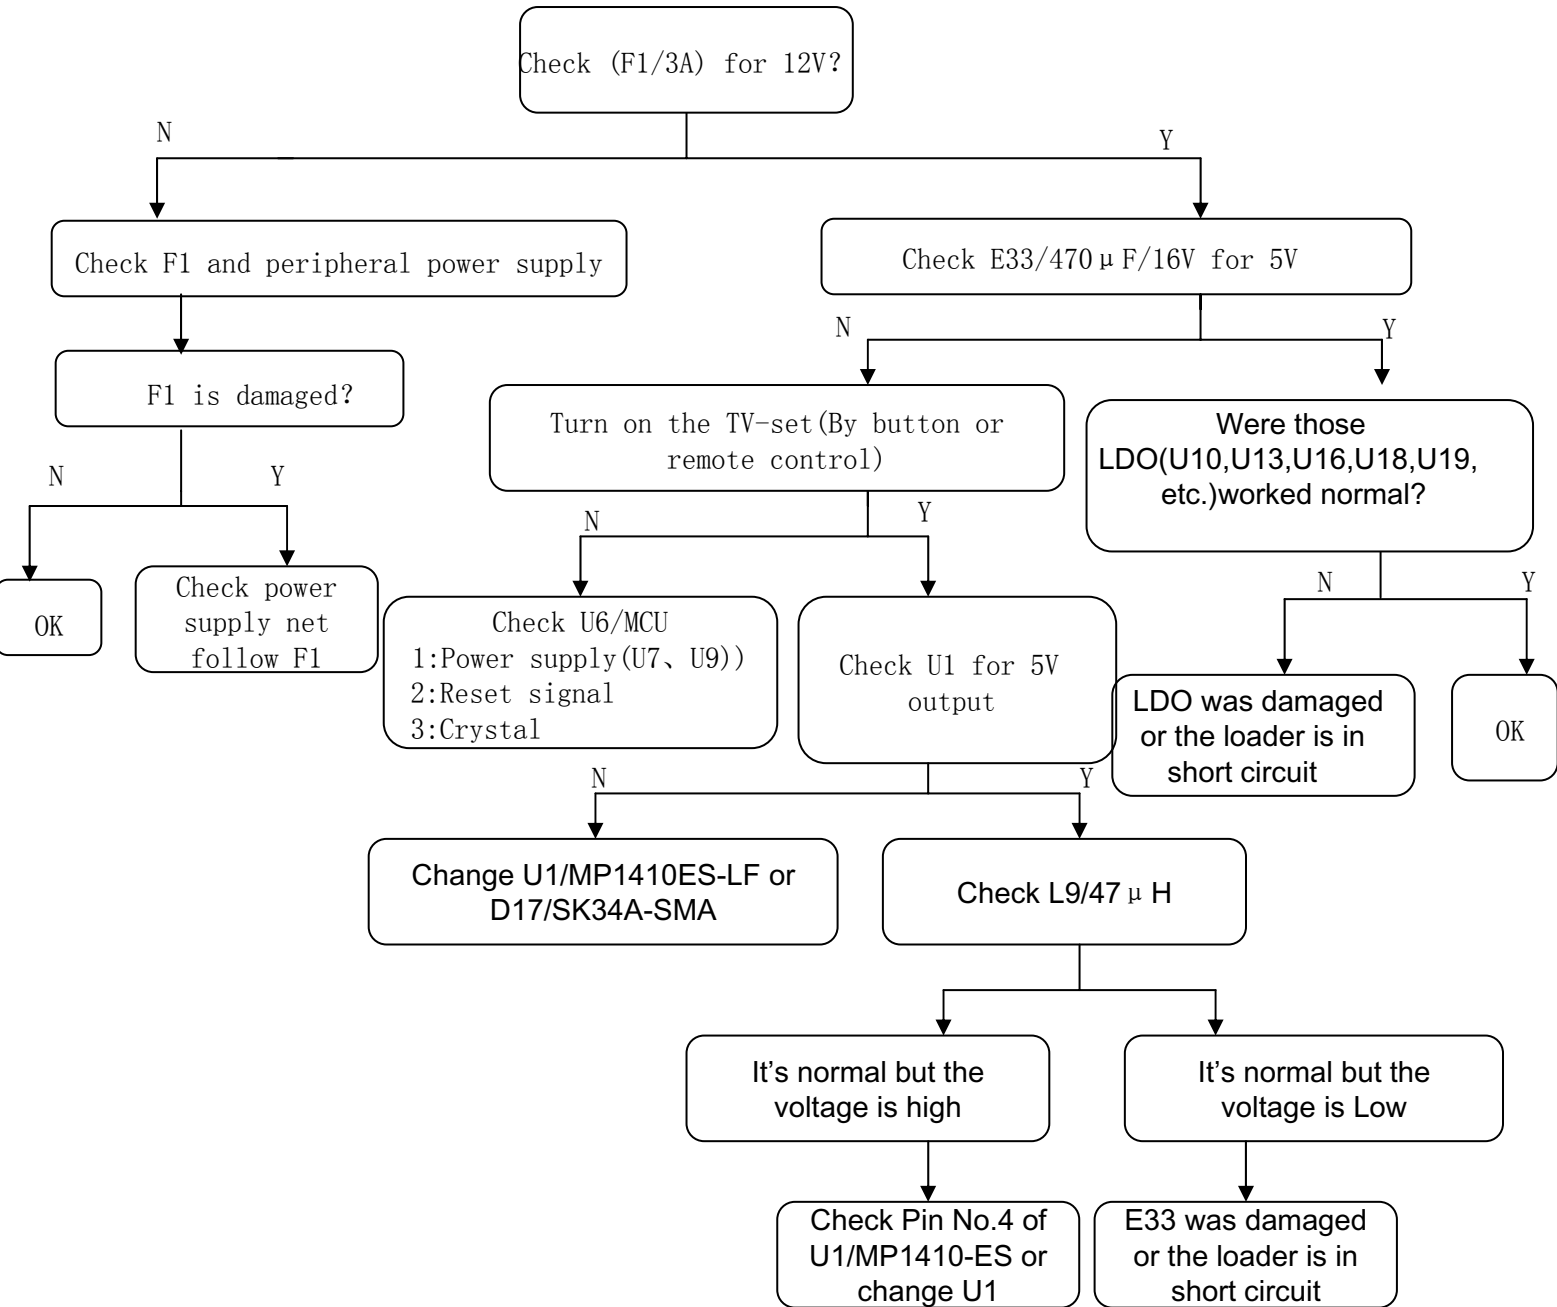 Check (F1/3A) for 12V?
N
Y
Check F1 and peripheral power supply
Check E33/470μF/16V for 5V
N
Y
F1 is damaged?
Turn on the TV-set(By button or
remote control)
Were those
LDO(U10,U13,U16,U18,U19,
etc.)worked normal?
N
Y
N
Y
N
Y
OK
Check power
supply net
follow F1
Check U6/MCU
1:Power supply(U7、U9))
2:Reset signal
3:Crystal
Check U1 for 5V
output
LDO was damaged
or the loader is in
short circuit
OK
N
Y
Change U1/MP1410ES-LF or
D17/SK34A-SMA
Check L9/47μH
It’s normal but the
voltage is high
It’s normal but the
voltage is Low
Check Pin No.4 of
U1/MP1410-ES or
change U1
E33 was damaged
or the loader is in
short circuit